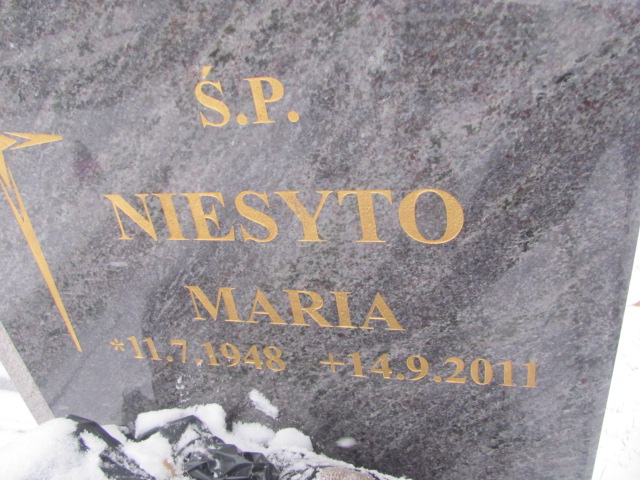 Ś.P.
NIESYTO
MARIA
*11.7.1948 +14.9.2011